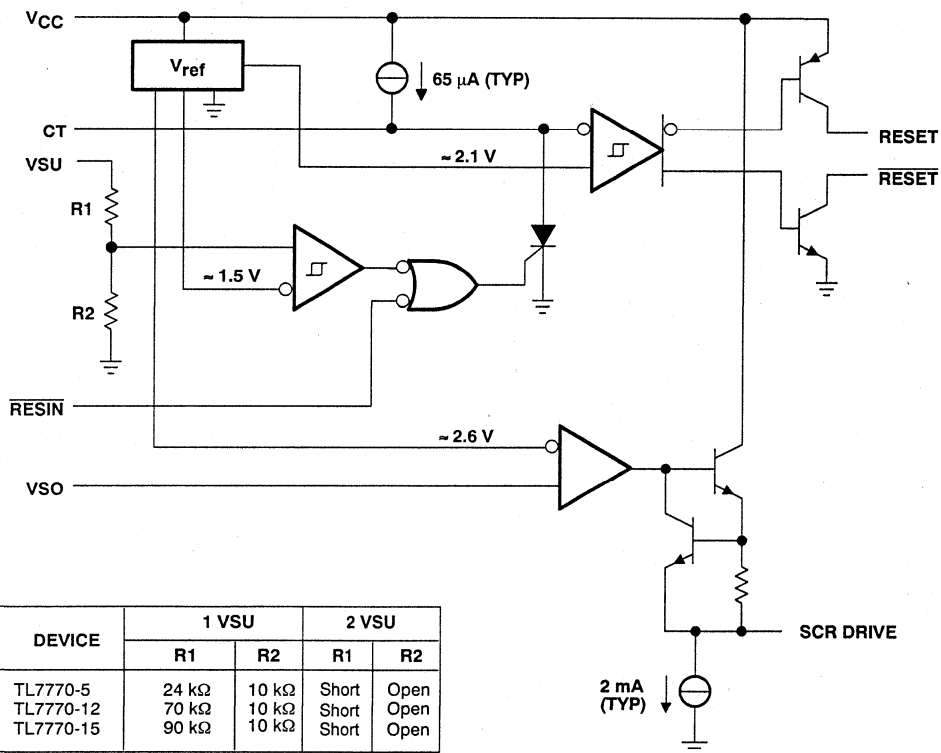 VCC
Vref
65 μA (TYP)
CT
VSU
≈ 2.1 V
RESET
RESET
R1
≈ 1.5 V
R2
RESIN
≈ 2.6 V
VSO
SCR DRIVE
2 mA
(TYP)
DEVICE 1 VSU 2 VSU
R1 R2 R1 R2
TL7770-5 24 kΩ 10 kΩ Short Open
TL7770-12 70 kΩ 10 kΩ Short Open
TL7770-15 90 kΩ 10 kΩ Short Open